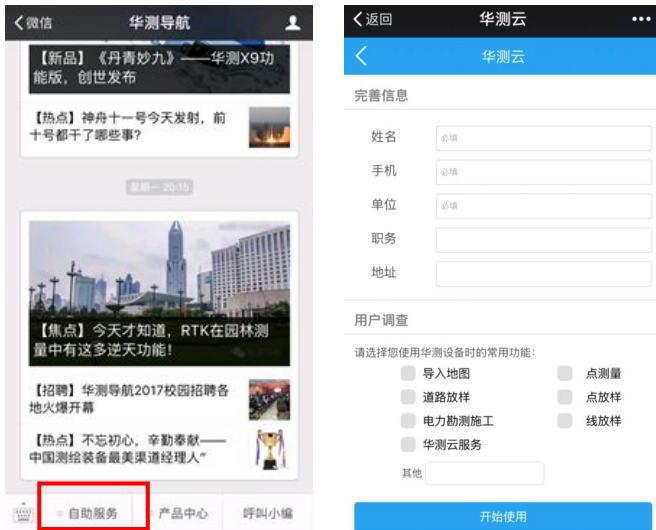 微信
华测导航
【新品】《丹青妙九》——华测X9功
能版，创世发布
【热点】神舟十一号今天发射，前
十号都干了哪些事？
星期一 20:15
【焦点】今天才知道，RTK在园林测
量中有这多逆天功能！
【招聘】华测导航2017校园招聘各
地火爆开幕
【热点】不忘初心，辛勤奉献——
中国测绘装备最美渠道经理人”
自助服务
产品中心
呼叫小编
返回
华测云
华测云
完善信息
姓名 必填
手机 必填
单位 必填
职务
地址
用户调查
请选择您使用华测设备时的常用功能：
导入地图 点测量
道路放样 点放样
电力勘测施工 线放样
华测云服务
其他
开始使用